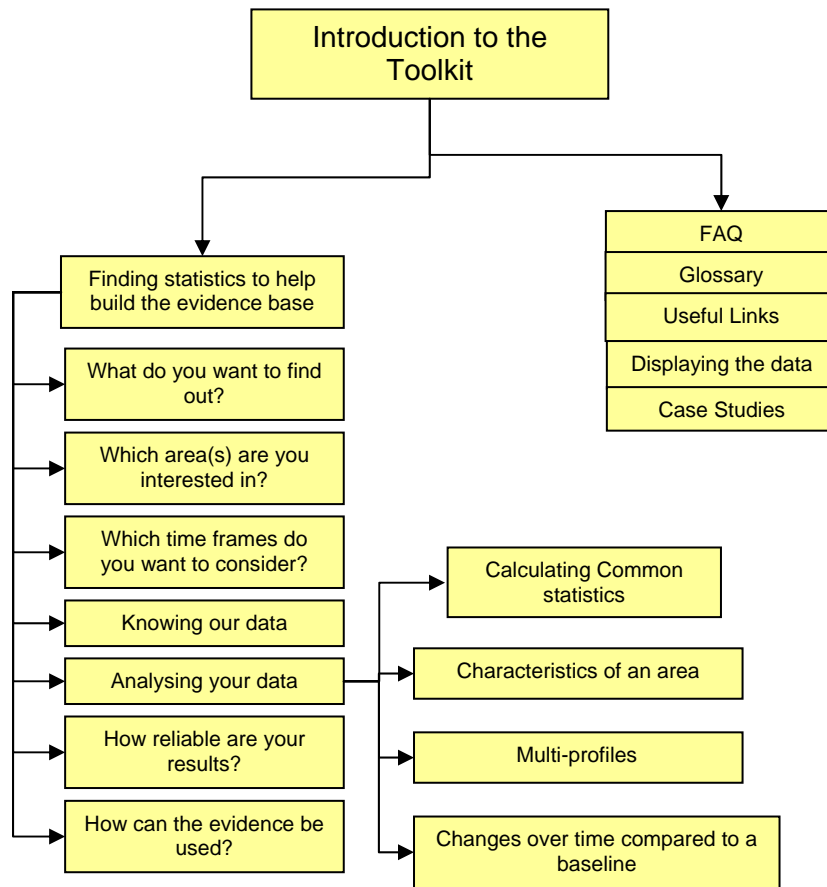 Introduction to the
Toolkit
Finding statistics to help
build the evidence base
What do you want to find
out?
Which area(s) are you
interested in?
Which time frames do
you want to consider?
Knowing our data
Analysing your data
How reliable are your
results?
How can the evidence be
used?
FAQ
Glossary
Useful Links
Displaying the data
Case Studies
Calculating Common
statistics
Characteristics of an area
Multi-profiles
Changes over time compared to a
baseline